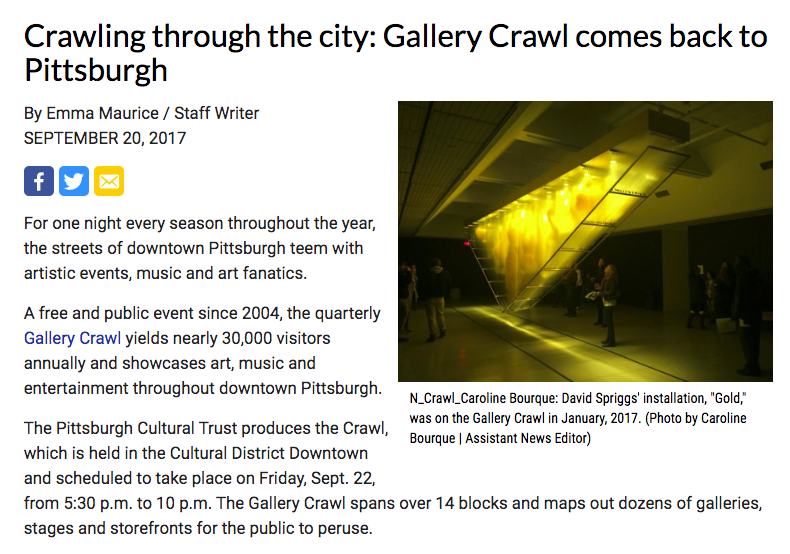 Crawling through the city: Gallery Crawl comes back to
Pittsburgh
By Emma Maurice / Staff Writer
SEPTEMBER 20, 2017
For one night every season throughout the year,
the streets of downtown Pittsburgh teem with
artistic events, music and art fanatics.
A free and public event since 2004, the quarterly
Gallery Crawl yields nearly 30,000 visitors
annually and showcases art, music and
entertainment throughout downtown Pittsburgh.
N_Crawl_Caroline Bourque: David Spriggs' installation, "Gold,"
was on the Gallery Crawl in January, 2017. (Photo by Caroline
Bourque | Assistant News Editor)
The Pittsburgh Cultural Trust produces the Crawl,
which is held in the Cultural District Downtown
and scheduled to take place on Friday, Sept. 22,
from 5:30 p.m. to 10 p.m. The Gallery Crawl spans over 14 blocks and maps out dozens of galleries,
stages and storefronts for the public to peruse.